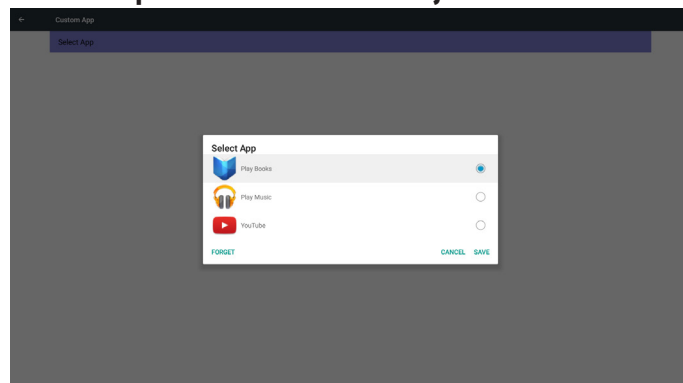 Custom App
Select App
Select App
Play Books
Play Music
YouTube
FORGET CANCEL SAVE